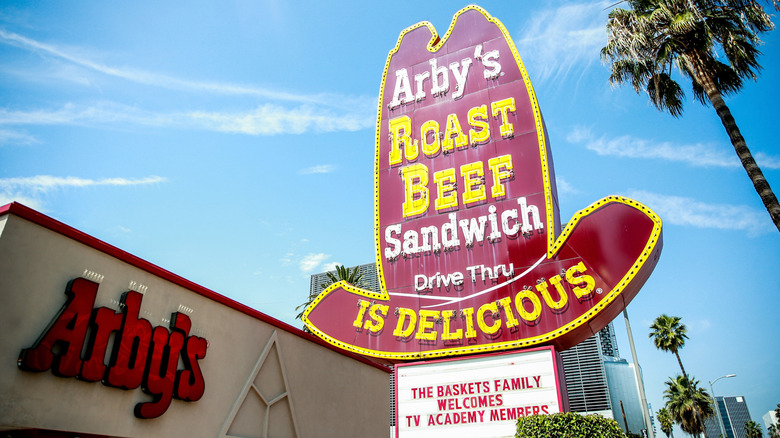 Arby's
Arby's
ROAST
BEEF
Sandwich
Drive Thru
IS DELICIOUS
THE BASKETS FAMILY
WELCOMES
TV ACADEMY MEMBERS